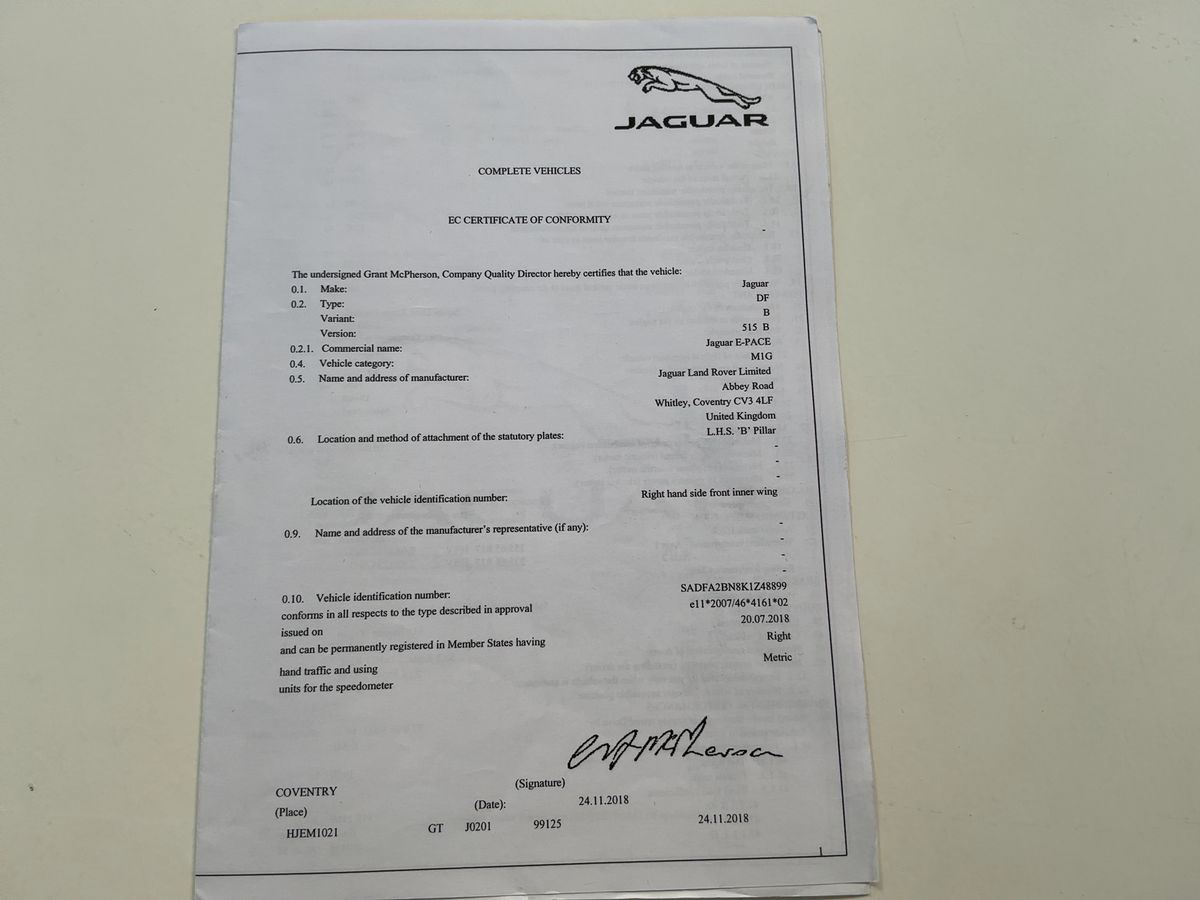 JAGUAR
COMPLETE VEHICLES
EC CERTIFICATE OF CONFORMITY
-
The undersigned Grant McPherson, Company Quality Director hereby certifies that the vehicle:
0.1. Make: Jaguar
0.2. Type: DF
Variant: B
Version: 515 B
0.2.1. Commercial name: Jaguar E-PACE
0.4. Vehicle category: M1G
0.5. Name and address of manufacturer: Jaguar Land Rover Limited
Abbey Road
Whitley, Coventry CV3 4LF
United Kingdom
0.6. Location and method of attachment of the statutory plates: L.H.S. 'B' Pillar
-
-
-
Location of the vehicle identification number: Right hand side front inner wing
0.9. Name and address of the manufacturer's representative (if any): -
-
-
-
0.10. Vehicle identification number: SADFA2BN8K1Z48899
conforms in all respects to the type described in approval e11*2007/46*4161*02
issued on 20.07.2018
and can be permanently registered in Member States having Right
hand traffic and using Metric
units for the speedometer
COVENTRY (Signature)
(Place) (Date): 24.11.2018
HJEM1021 GT J0201 99125 24.11.2018
1